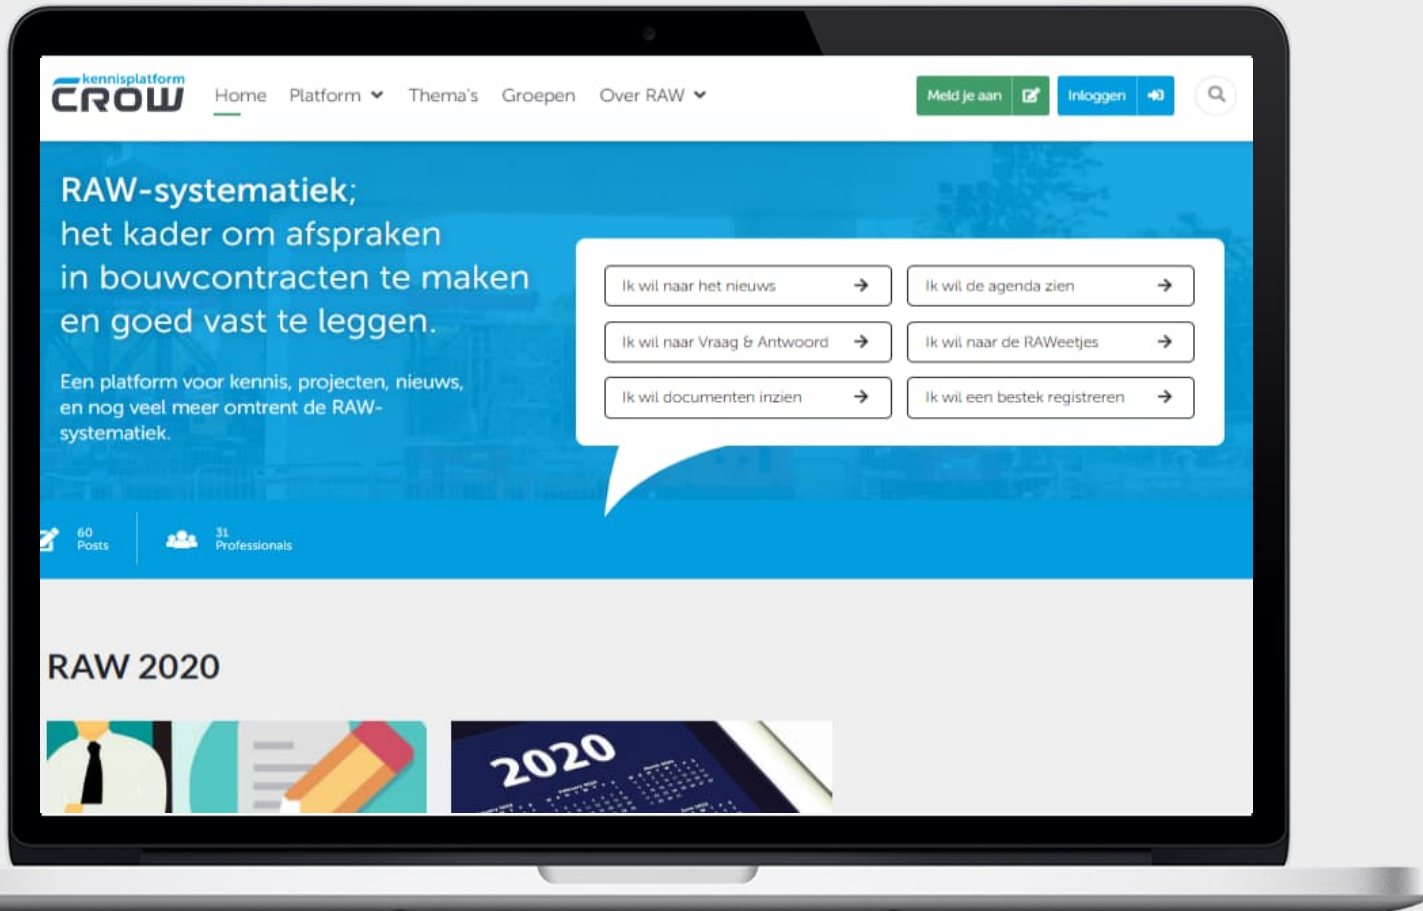 kennisplatform
CROW
Home Platform Thema's Groepen Over RAW
Meld je aan Inloggen
RAW-systematiek;
het kader om afspraken
in bouwcontracten te maken
en goed vast te leggen.
Een platform voor kennis, projecten, nieuws,
en nog veel meer omtrent de RAW-
systematiek.
Ik wil naar het nieuws Ik wil de agenda zien
Ik wil naar Vraag & Antwoord Ik wil naar de RAWeetjes
Ik wil documenten inzien Ik wil een bestek registreren
60
Posts
31
Professionals
RAW 2020
2020